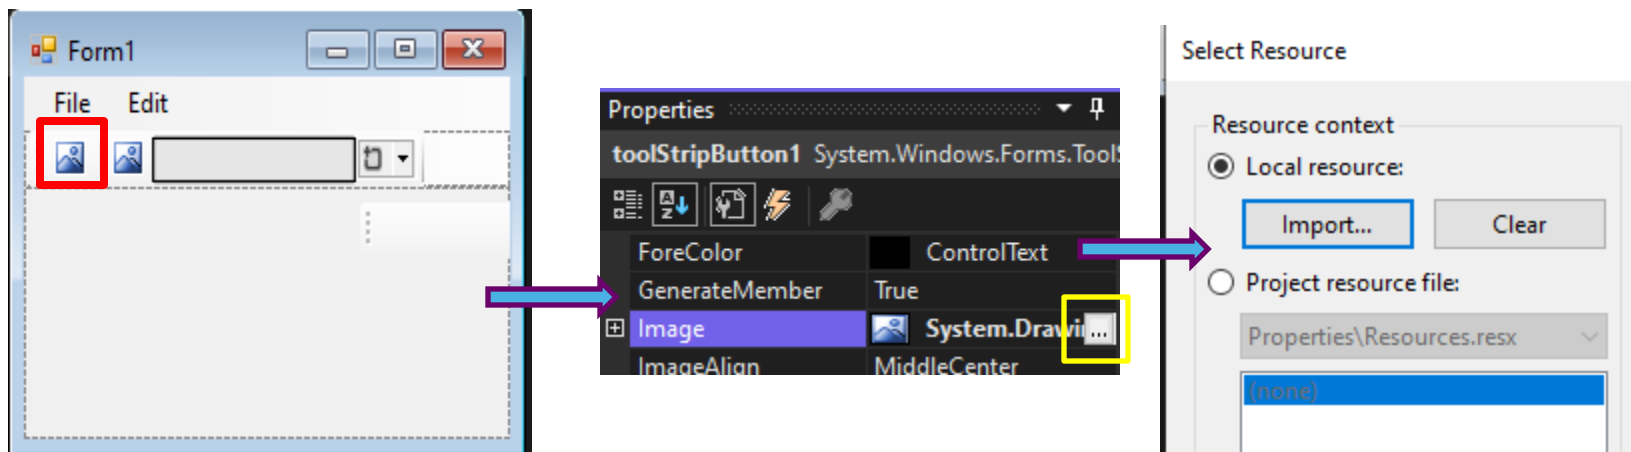 Form1
File Edit
Properties
toolStripButton1 System.Windows.Forms.ToolS
ForeColor ControlText
GenerateMember True
Image System.Drawi ...
ImageAlign MiddleCenter
Select Resource
Resource context
Local resource:
Import... Clear
Project resource file:
Properties\Resources.resx
(none)